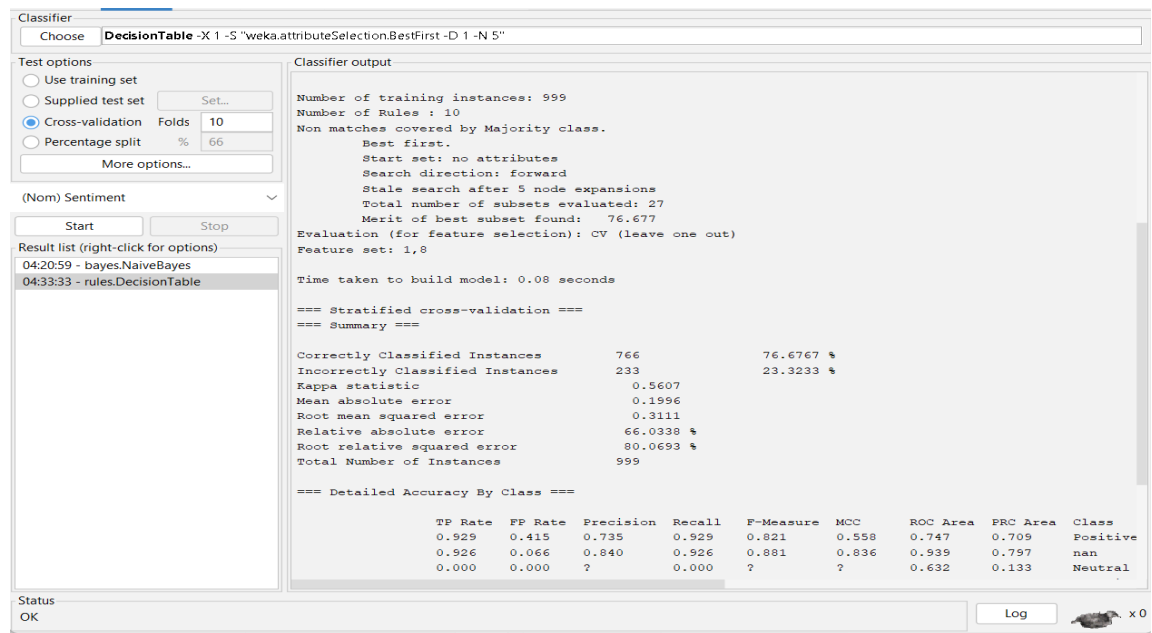 Classifier
Choose DecisionTable -X 1 -S "weka.attributeSelection.BestFirst -D 1 -N 5"
Test options
Use training set
Supplied test set Set...
Cross-validation Folds 10
Percentage split % 66
More options...
(Nom) Sentiment
Start Stop
Result list (right-click for options)
04:20:59 - bayes.NaiveBayes
04:33:33 - rules.DecisionTable
Classifier output
Number of training instances: 999
Number of Rules : 10
Non matches covered by Majority class.
Best first.
Start set: no attributes
Search direction: forward
Stale search after 5 node expansions
Total number of subsets evaluated: 27
Merit of best subset found: 76.677
Evaluation (for feature selection): CV (leave one out)
Feature set: 1,8
Time taken to build model: 0.08 seconds
=== Stratified cross-validation ===
=== Summary ===
Correctly Classified Instances 766 76.6767 %
Incorrectly Classified Instances 233 23.3233 %
Kappa statistic 0.5607
Mean absolute error 0.1996
Root mean squared error 0.3111
Relative absolute error 66.0338 %
Root relative squared error 80.0693 %
Total Number of Instances 999
=== Detailed Accuracy By Class ===
TP Rate FP Rate Precision Recall F-Measure MCC ROC Area PRC Area Class
0.929 0.415 0.735 0.929 0.821 0.558 0.747 0.709 Positive
0.926 0.066 0.840 0.926 0.881 0.836 0.939 0.797 nan
0.000 0.000 ? 0.000 ? ? 0.632 0.133 Neutral
Status
OK
Log
x 0